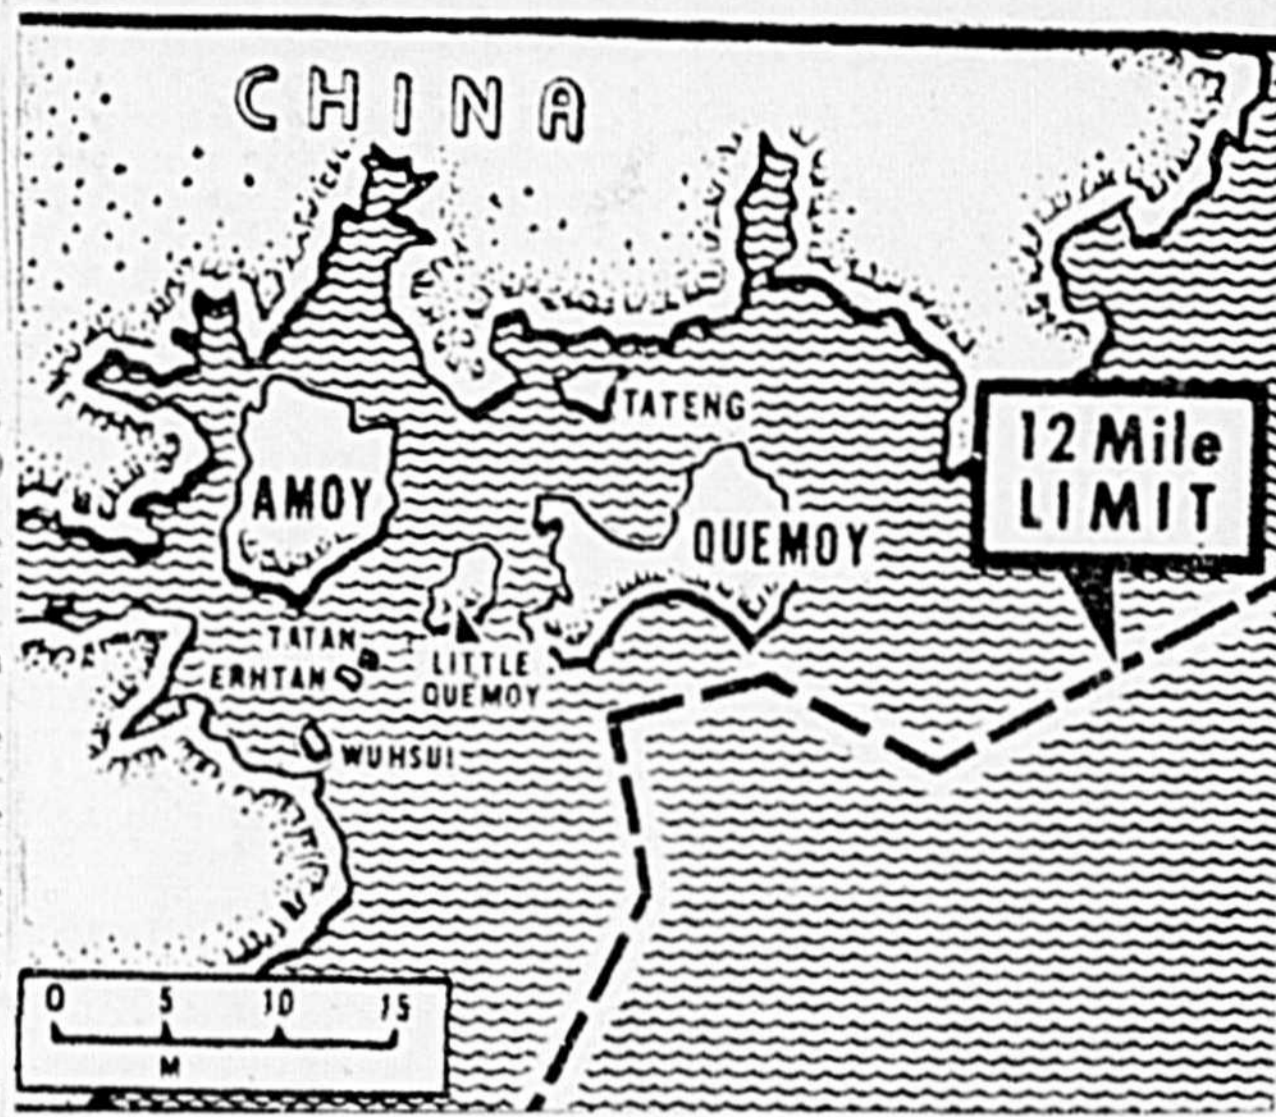 CHINA
TATENG
12 Mile
LIMIT
AMOY
QUEMOY
TATAN
ERHTAN
LITTLE
QUEMOY
WUHSUI
0 5 10 15
M